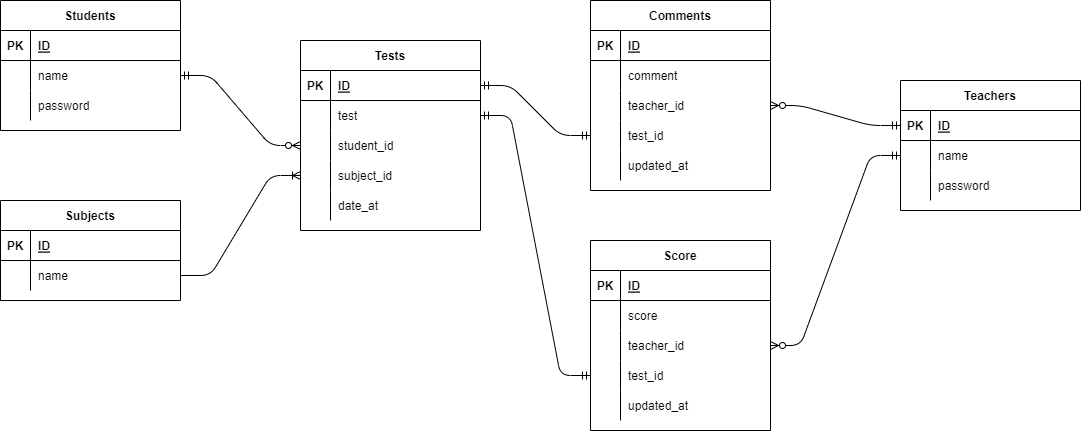 Students
PK ID
name
password
Subjects
PK ID
name
Tests
PK ID
test
student_id
subject_id
date_at
Comments
PK ID
comment
teacher_id
test_id
updated_at
Score
PK ID
score
teacher_id
test_id
updated_at
Teachers
PK ID
name
password